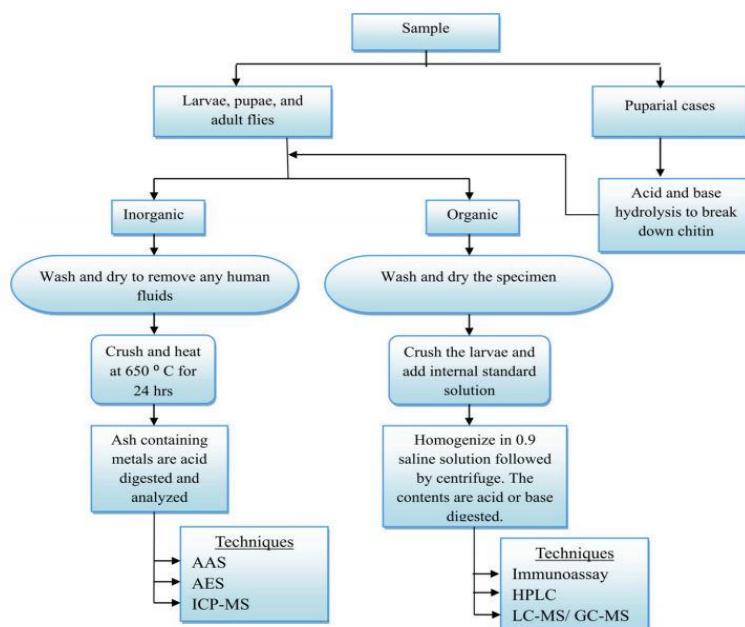 Sample
Larvae, pupae, and
adult flies
Puparial cases
Acid and base
hydrolysis to break
down chitin
Inorganic
Organic
Wash and dry to remove any human
fluids
Wash and dry the specimen
Crush and heat
at 650 ⁰ C for
24 hrs
Crush the larvae and
add internal standard
solution
Ash containing
metals are acid
digested and
analyzed
Homogenize in 0.9
saline solution followed
by centrifuge. The
contents are acid or base
digested.
Techniques
AAS
AES
ICP-MS
Techniques
Immunoassay
HPLC
LC-MS/ GC-MS